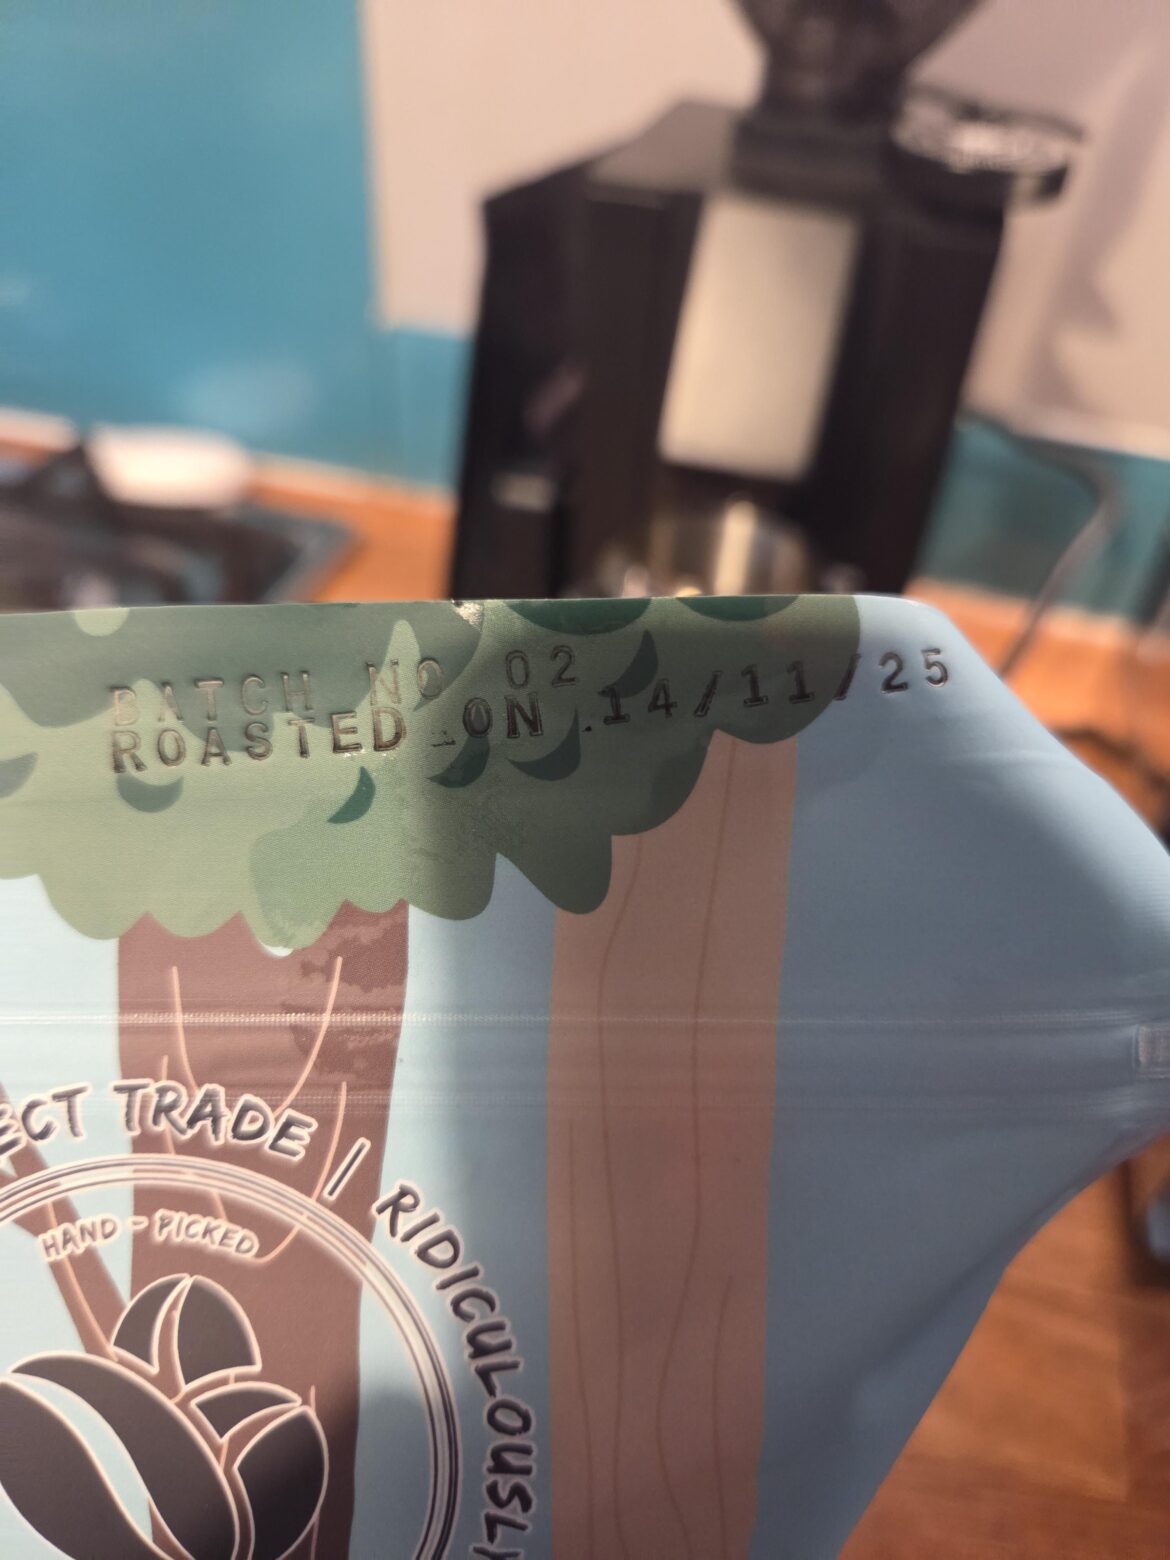 BATCH NO 02
ROASTED ON 14/11/25
ECT TRADE | RIDICULOUSLY
HAND - PICKED